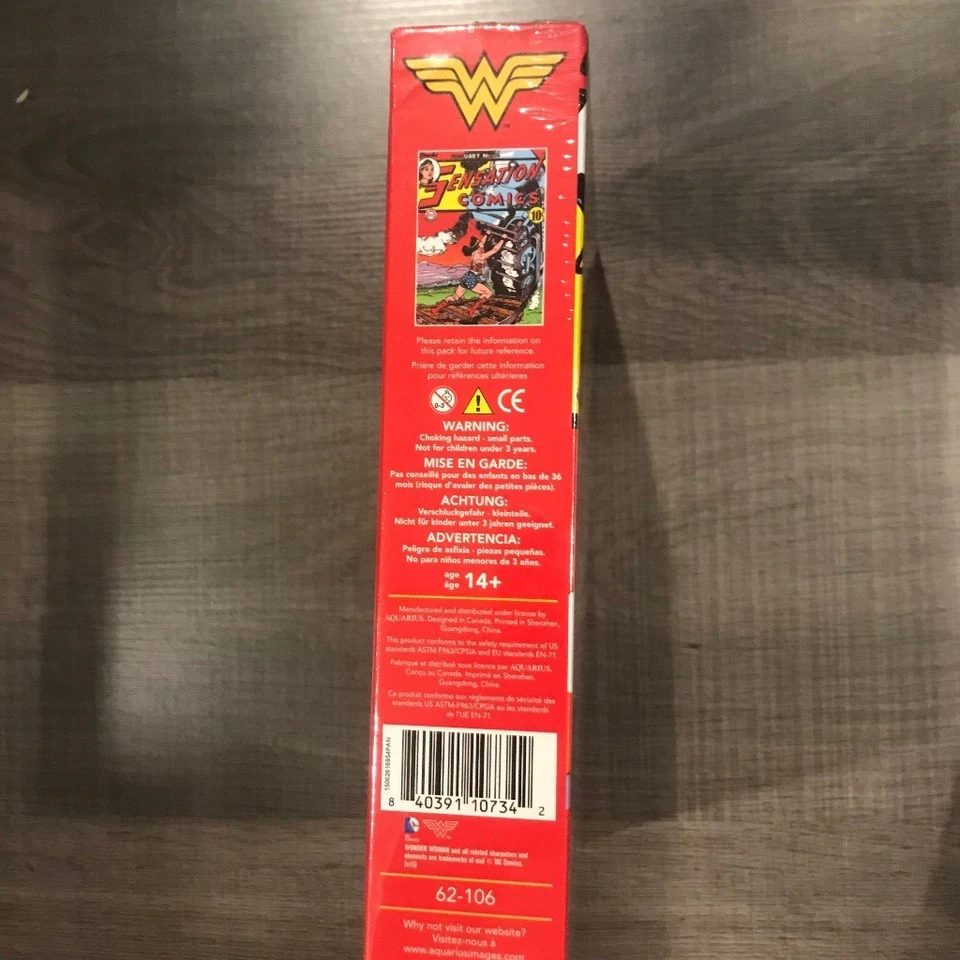 SENSATION
COMICS
10¢
Please retain the information on
this pack for future reference.
Prière de garder cette information
pour références ultérieures
0-3
CE
WARNING:
Choking hazard - small parts.
Not for children under 3 years.
MISE EN GARDE:
Pas conseillé pour des enfants en bas de 36
mois (risque d'avaler des petites pièces).
ACHTUNG:
Verschluckgefahr - kleinteile.
Nicht für kinder unter 3 jahren geeignet.
ADVERTENCIA:
Peligro de asfixia - piezas pequeñas.
No para niños menores de 3 años.
age
âge 14+
Manufactured and distributed under license by
AQUARIUS. Designed in Canada. Printed in Shenzhen,
Guangdong, China.
This product conforms to the safety requirement of US
standards ASTM F963/CPSIA and EU standards EN-71.
Fabriqué et distribué sous licence par AQUARIUS.
Conçu au Canada. Imprimé en Shenzhen,
Guangdong, China.
Ce produit conforme aux réglements de sécurité des
standards US ASTM-F963/CPSIA au les standards
de l'UE EN-71.
8 40391 10734 2
WONDER WOMAN and all related characters and
elements are trademarks of and © DC Comics.
(s15)
62-106
Why not visit our website?
Visitez-nous à
www.aquariusimages.com